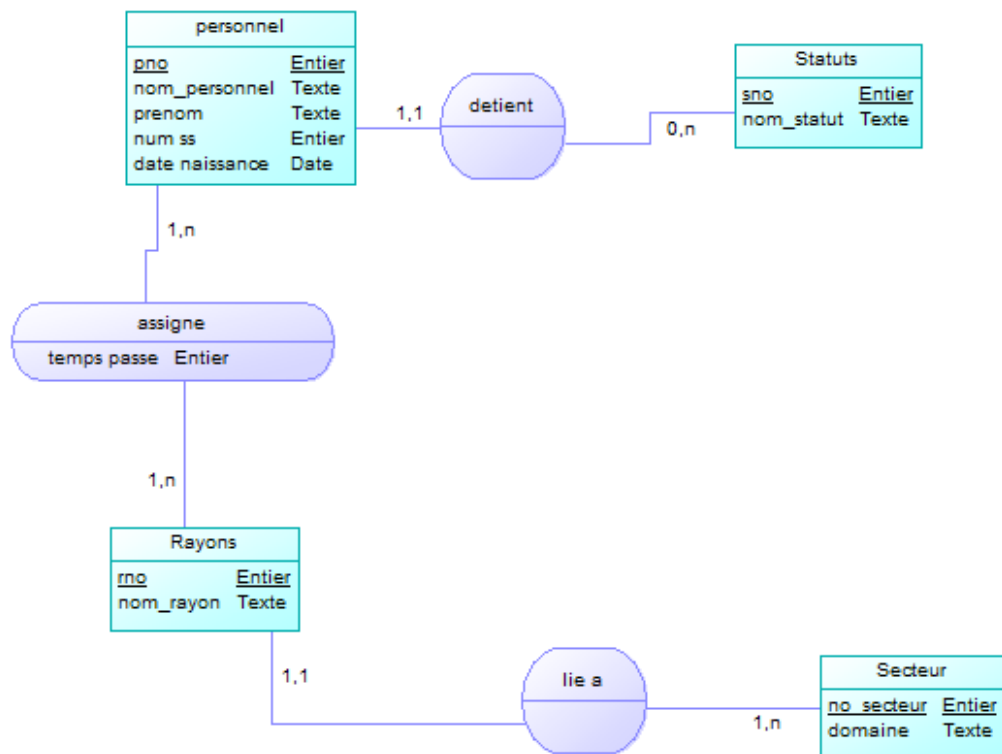 personnel
pno Entier
nom_personnel Texte
prenom Texte
num ss Entier
date naissance Date
1,1
detient
0,n
Statuts
sno Entier
nom_statut Texte
1,n
assigne
temps passe Entier
1,n
Rayons
rno Entier
nom_rayon Texte
1,1
lie a
1,n
Secteur
no_secteur Entier
domaine Texte